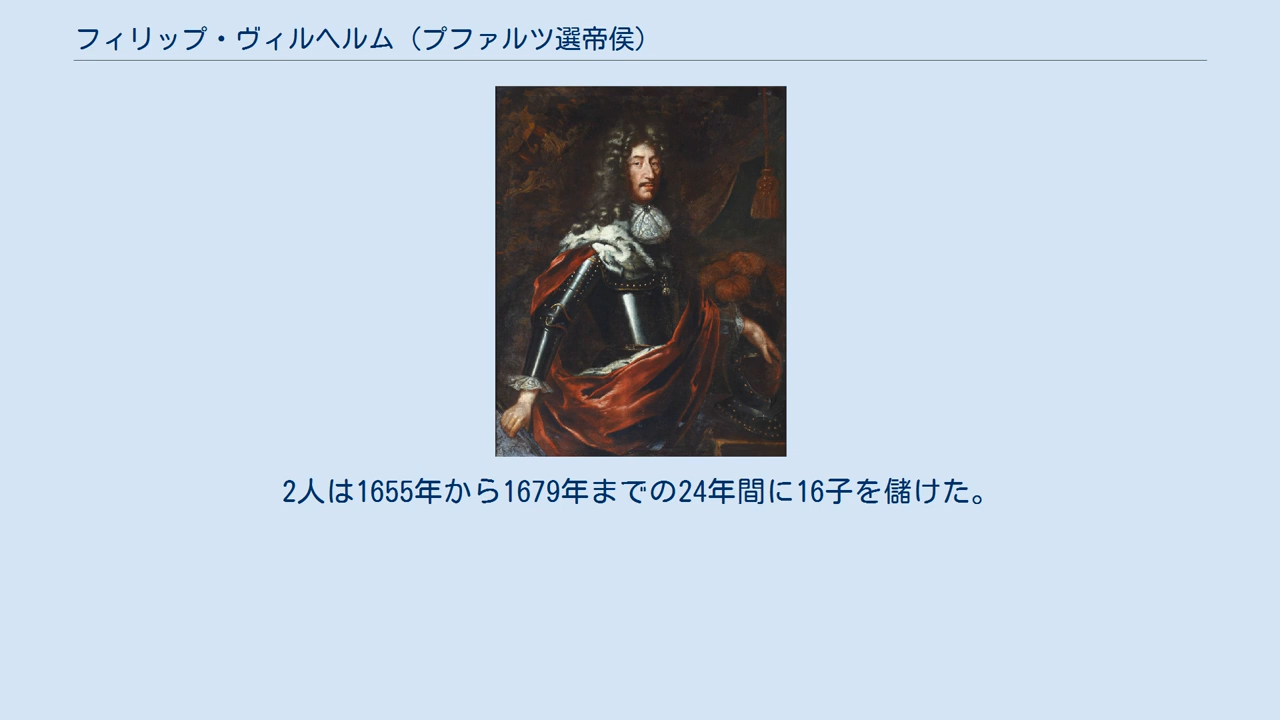 フィリップ・ヴィルヘルム（プファルツ選帝侯）
2人は1655年から1679年までの24年間に16子を儲けた。